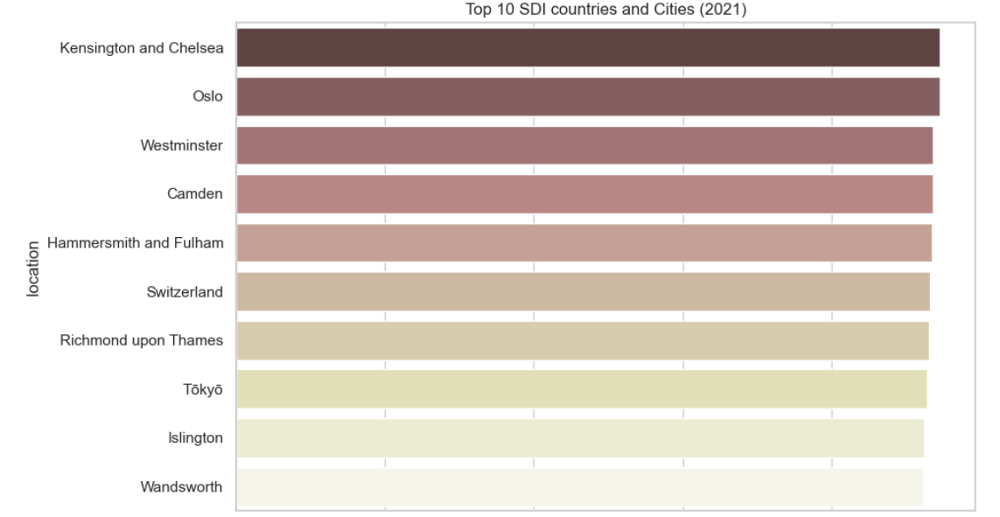 Top 10 SDI countries and Cities (2021)
Kensington and Chelsea
Oslo
Westminster
Camden
Hammersmith and Fulham
location
Switzerland
Richmond upon Thames
Tōkyō
Islington
Wandsworth